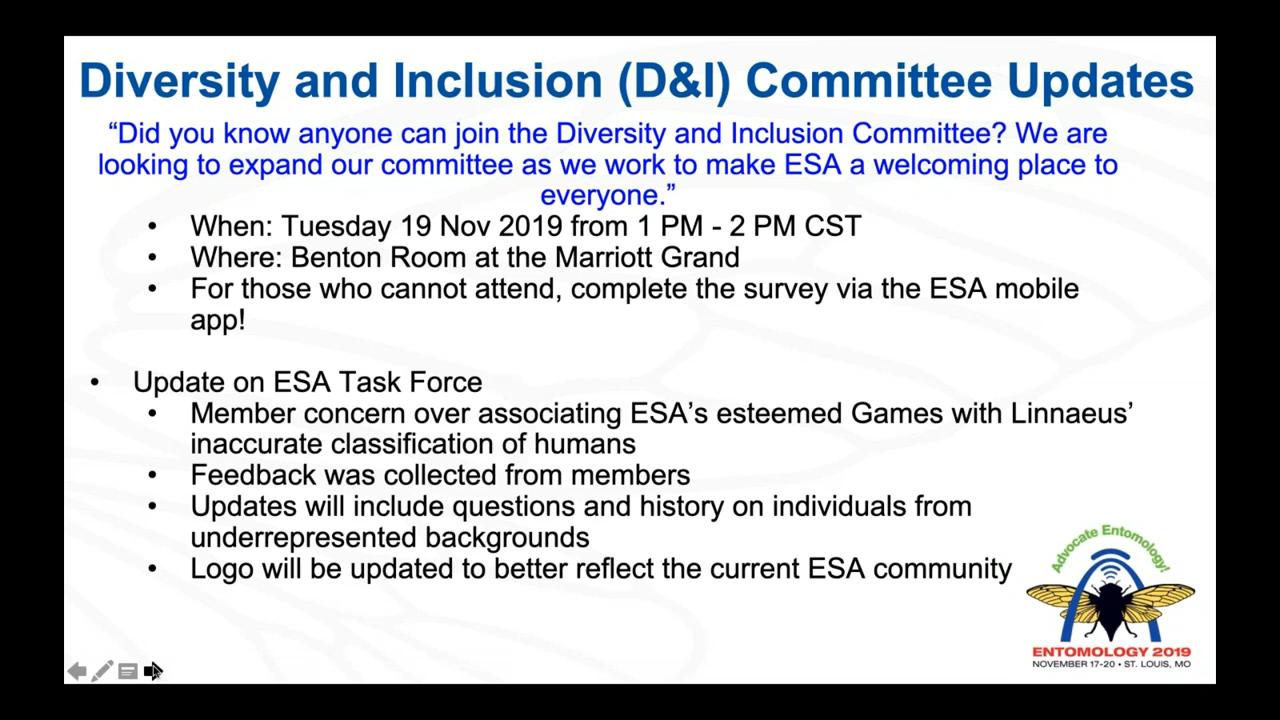 Diversity and Inclusion (D&I) Committee Updates
“Did you know anyone can join the Diversity and Inclusion Committee? We are
looking to expand our committee as we work to make ESA a welcoming place to
everyone.”
• When: Tuesday 19 Nov 2019 from 1 PM - 2 PM CST
• Where: Benton Room at the Marriott Grand
• For those who cannot attend, complete the survey via the ESA mobile
app!
• Update on ESA Task Force
• Member concern over associating ESA’s esteemed Games with Linnaeus’
inaccurate classification of humans
• Feedback was collected from members
• Updates will include questions and history on individuals from
underrepresented backgrounds
• Logo will be updated to better reflect the current ESA community
Advocate Entomology!
ENTOMOLOGY 2019
NOVEMBER 17-20 • ST. LOUIS, MO